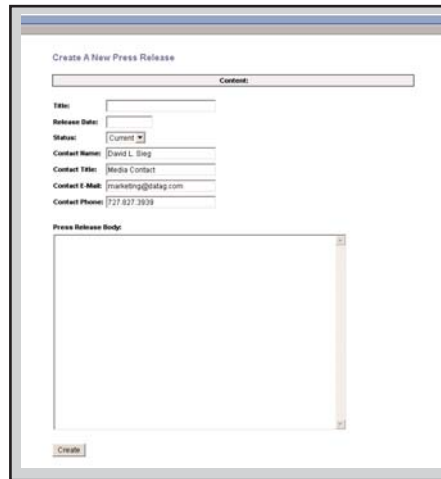 Create A New Press Release
Content:
Title:
Release Date:
Status: Current
Contact Name: David L. Sieg
Contact Title: Media Contact
Contact E-Mail: marketing@datag.com
Contact Phone: 727.827.3939
Press Release Body:
Create